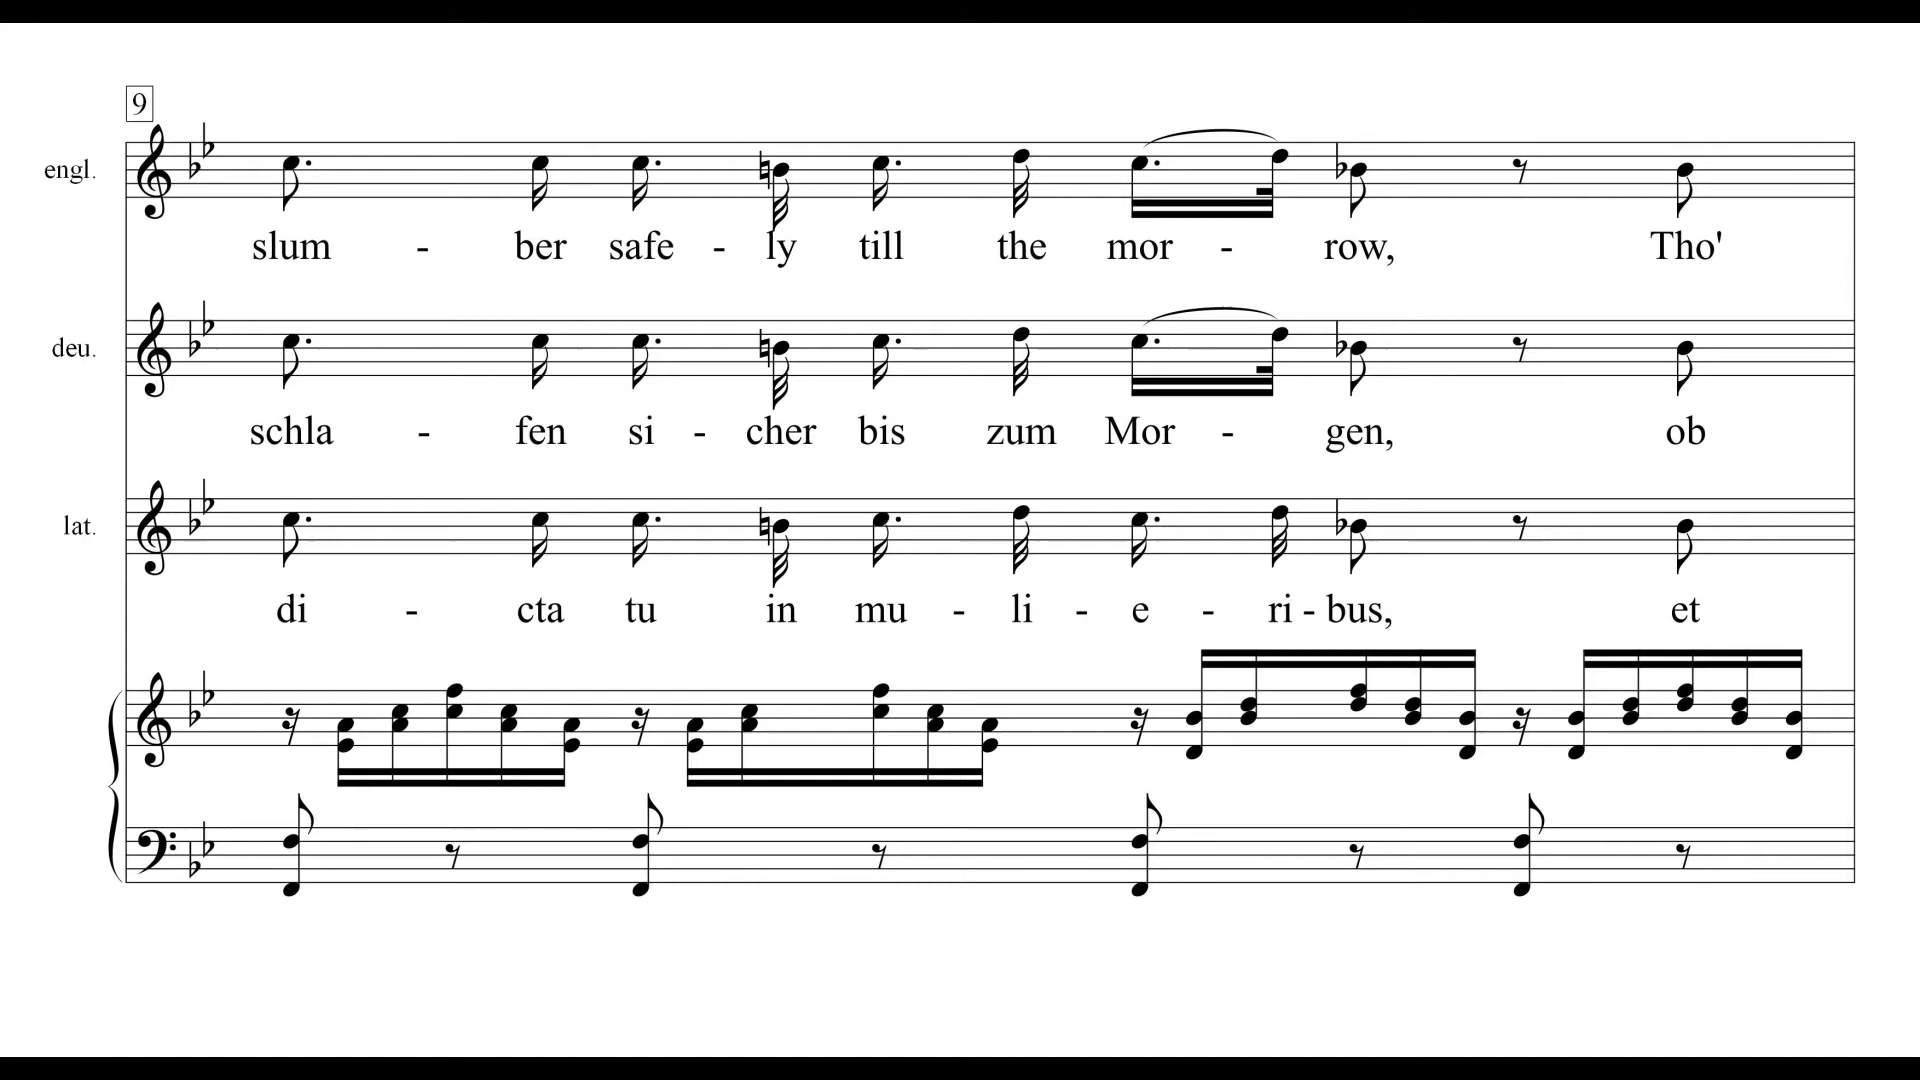 9
engl.
slum - ber safe - ly till the mor - row, Tho'
deu.
schla - fen si - cher bis zum Mor - gen, ob
lat.
di - cta tu in mu - li - e - ri - bus, et